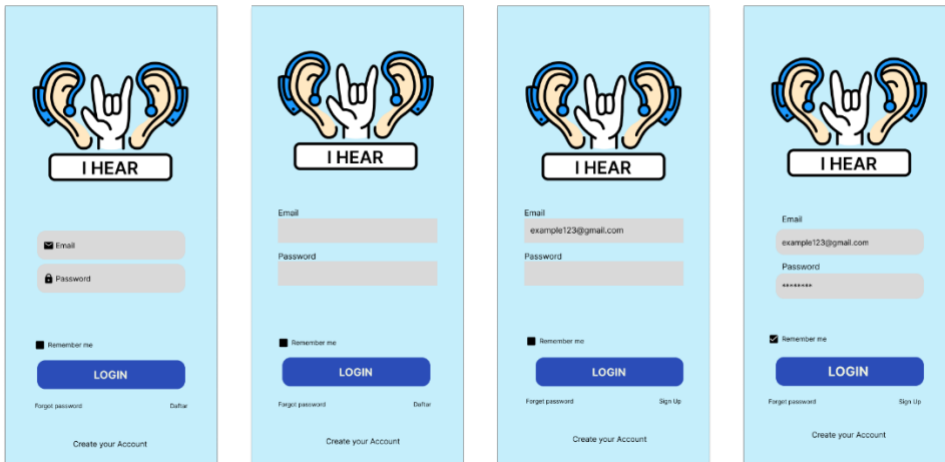 I HEAR
Email
Password
Remember me
LOGIN
Forgot password Daftar
Create your Account
I HEAR
Email
Password
Remember me
LOGIN
Forgot password Daftar
Create your Account
I HEAR
Email
example123@gmail.com
Password
Remember me
LOGIN
Forget password Sign Up
Create your Account
I HEAR
Email
example123@gmail.com
Password
********
Remember me
LOGIN
Forget password Sign Up
Create your Account